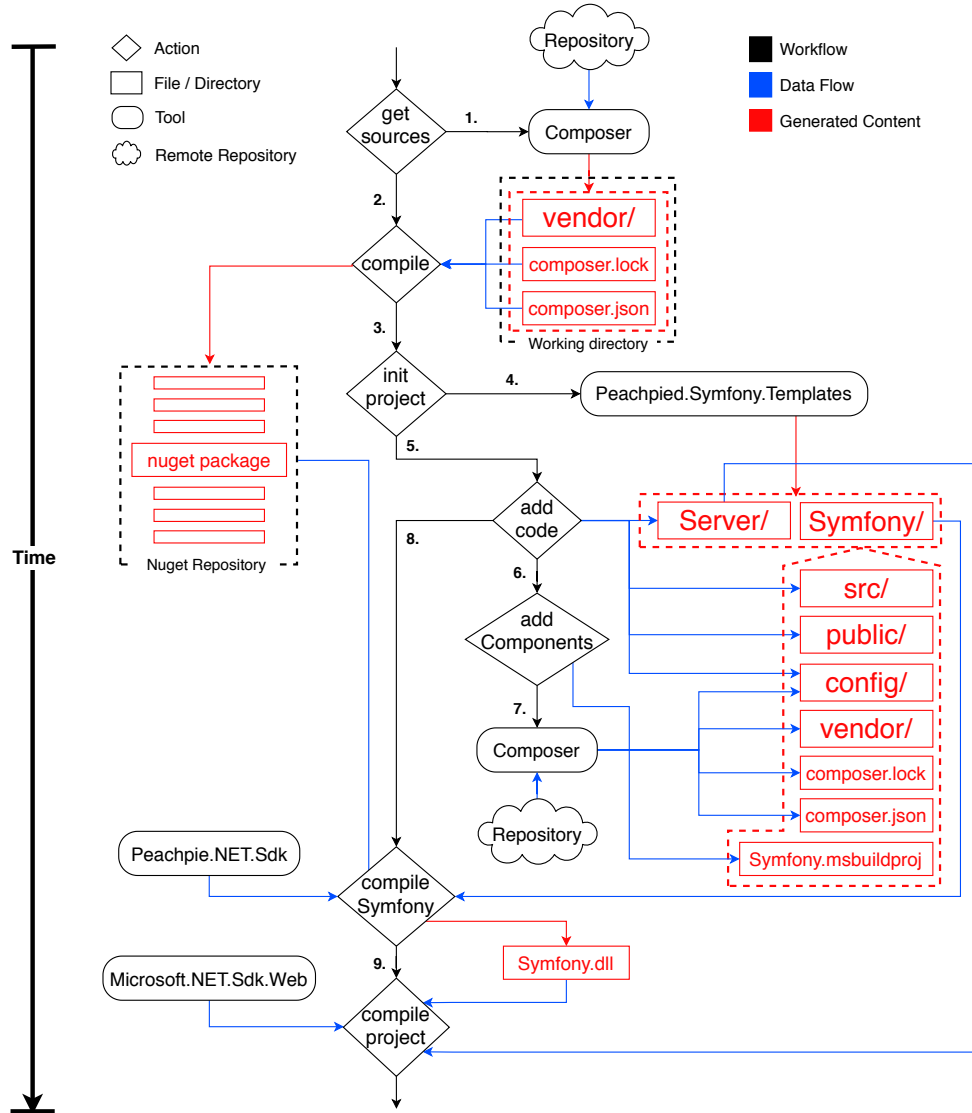 Action
File / Directory
Tool
Remote Repository
Repository
Workflow
Data Flow
Generated Content
get
sources
1.
Composer
2.
vendor/
compile
composer.lock
composer.json
Working directory
3.
init
project
4.
Peachpied.Symfony.Templates
5.
nuget package
Nuget Repository
Time
add
code
Server/
Symfony/
8.
6.
src/
add
Components
public/
config/
7.
vendor/
Composer
composer.lock
composer.json
Repository
Symfony.msbuildproj
Peachpie.NET.Sdk
compile
Symfony
9.
Symfony.dll
Microsoft.NET.Sdk.Web
compile
project